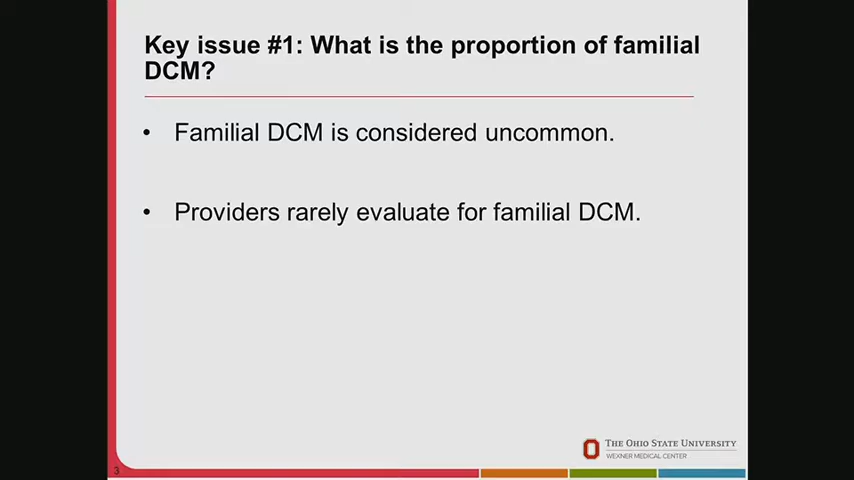 Key issue #1: What is the proportion of familial
DCM?
• Familial DCM is considered uncommon.
• Providers rarely evaluate for familial DCM.
THE OHIO STATE UNIVERSITY
WEXNER MEDICAL CENTER
3